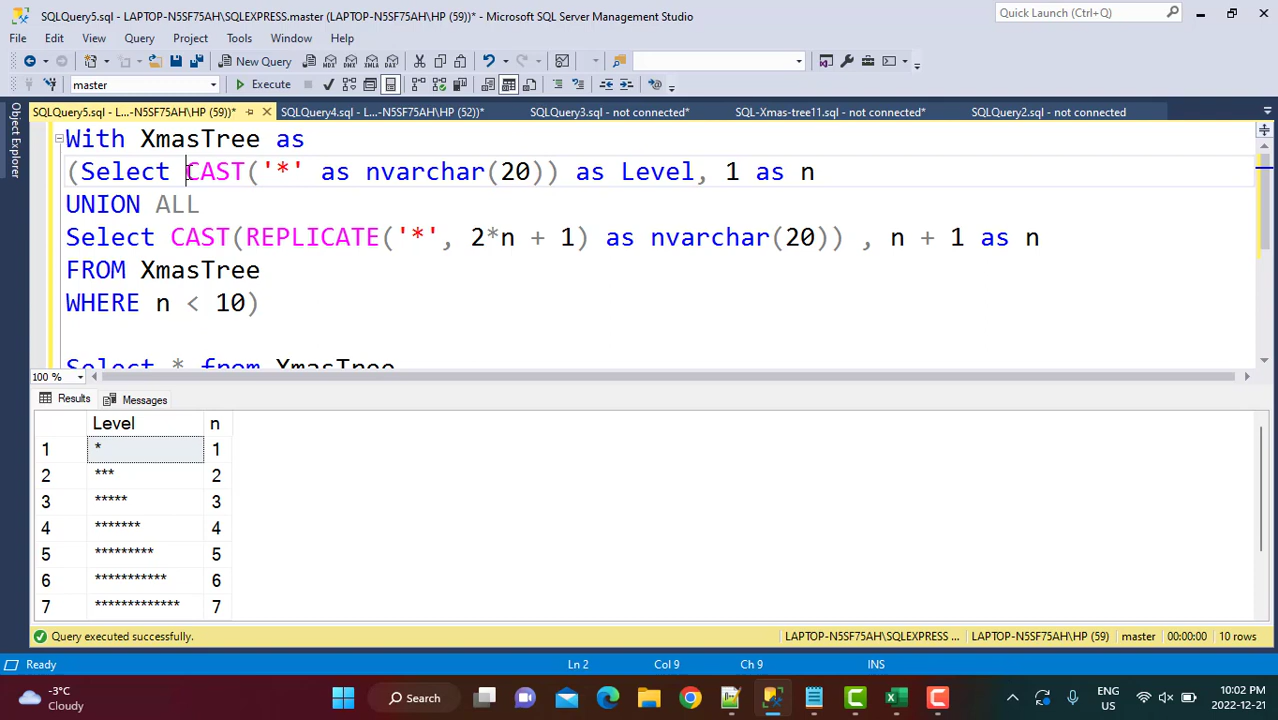 SQLQuery5.sql - LAPTOP-N5SF75AH\SQLEXPRESS.master (LAPTOP-N5SF75AH\HP (59))* - Microsoft SQL Server Management Studio
Quick Launch (Ctrl+Q)
File Edit View Query Project Tools Window Help
New Query
master Execute
SQLQuery5.sql - L...-N5SF75AH\HP (59))* SQLQuery4.sql - L...-N5SF75AH\HP (52))* SQLQuery3.sql - not connected* SQL-Xmas-tree11.sql - not connected* SQLQuery2.sql - not connected
Object Explorer
With XmasTree as
(Select CAST('*' as nvarchar(20)) as Level, 1 as n
UNION ALL
Select CAST(REPLICATE('*', 2*n + 1) as nvarchar(20)) , n + 1 as n
FROM XmasTree
WHERE n < 10)
Select * from XmasTree
100 %
Results Messages
Level n
1 * 1
2 *** 2
3 ***** 3
4 ******* 4
5 ********* 5
6 *********** 6
7 ************* 7
Query executed successfully. LAPTOP-N5SF75AH\SQLEXPRESS ... LAPTOP-N5SF75AH\HP (59) master 00:00:00 10 rows
Ready Ln 2 Col 9 Ch 9 INS
-3°C
Cloudy
Search
ENG
US
10:02 PM
2022-12-21